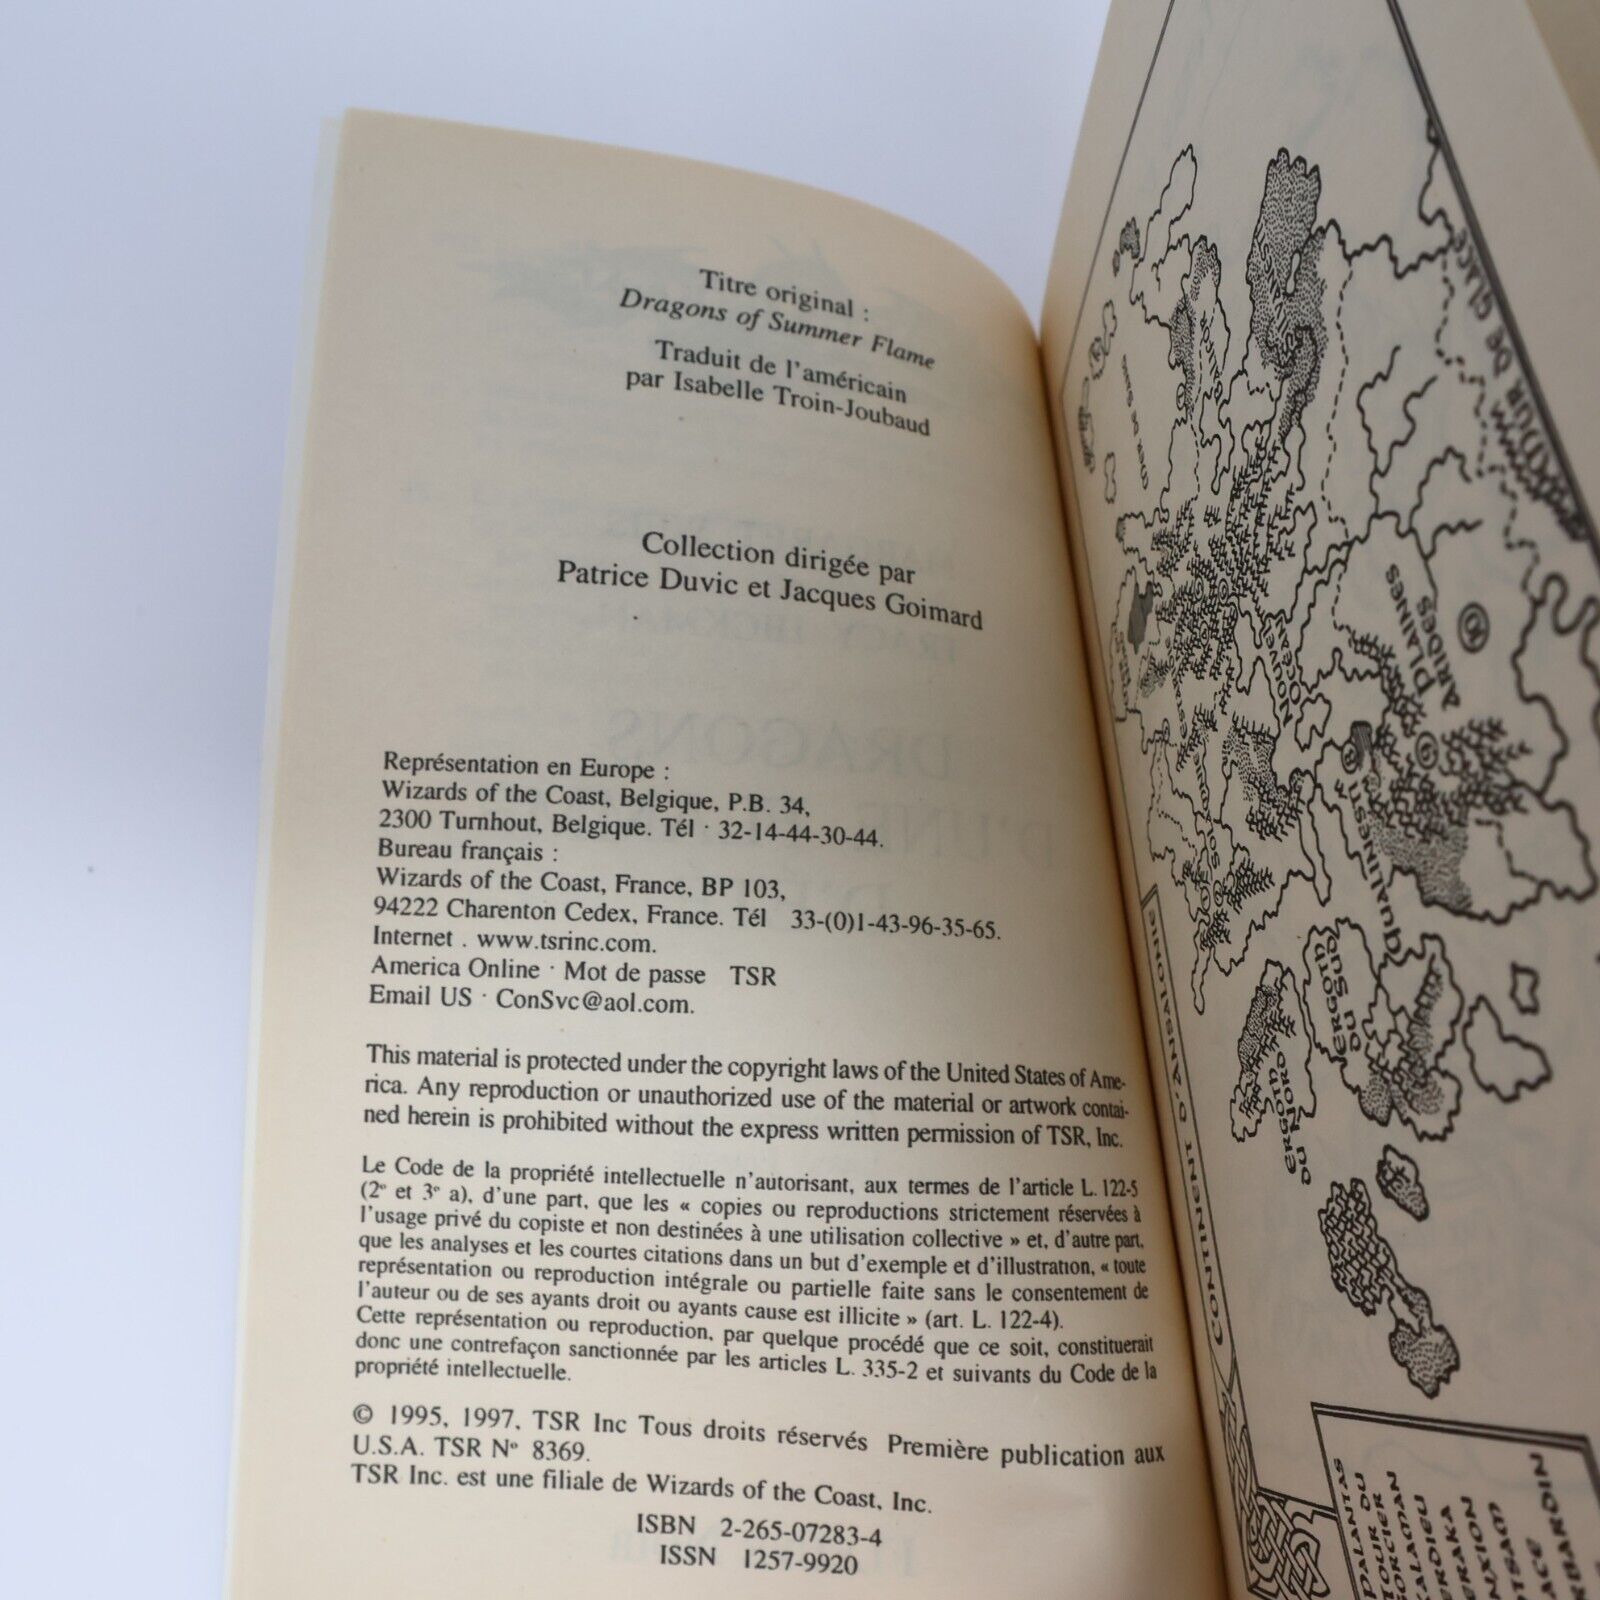 Titre original :
Dragons of Summer Flame
Traduit de l'américain
par Isabelle Troin-Joubaud
Collection dirigée par
Patrice Duvic et Jacques Goimard
Représentation en Europe :
Wizards of the Coast, Belgique, P.B. 34,
2300 Turnhout, Belgique. Tél · 32-14-44-30-44.
Bureau français :
Wizards of the Coast, France, BP 103,
94222 Charenton Cedex, France. Tél 33-(0)1-43-96-35-65.
Internet . www.tsrinc.com.
America Online · Mot de passe TSR
Email US · ConSvc@aol.com.
This material is protected under the copyright laws of the United States of Ame-
rica. Any reproduction or unauthorized use of the material or artwork contai-
ned herein is prohibited without the express written permission of TSR, Inc.
Le Code de la propriété intellectuelle n'autorisant, aux termes de l'article L. 122-5
(2e et 3e a), d'une part, que les « copies ou reproductions strictement réservées à
l'usage privé du copiste et non destinées à une utilisation collective » et, d'autre part,
que les analyses et les courtes citations dans un but d'exemple et d'illustration, « toute
représentation ou reproduction intégrale ou partielle faite sans le consentement de
l'auteur ou de ses ayants droit ou ayants cause est illicite » (art. L. 122-4).
Cette représentation ou reproduction, par quelque procédé que ce soit, constituerait
donc une contrefaçon sanctionnée par les articles L. 335-2 et suivants du Code de la
propriété intellectuelle.
© 1995, 1997, TSR Inc Tous droits réservés Première publication aux
U.S.A. TSR N° 8369.
TSR Inc. est une filiale de Wizards of the Coast, Inc.
ISBN 2-265-07283-4
ISSN 1257-9920
DE GLACE
PLAINES
ARIDES
NOUVEL
OCÉAN
QUALINESTI
ERGOTH
DU SUD
ERGOTH
DU NORD
CONTINENT D'ANSALONIE
PALANTAS
TOUR DU